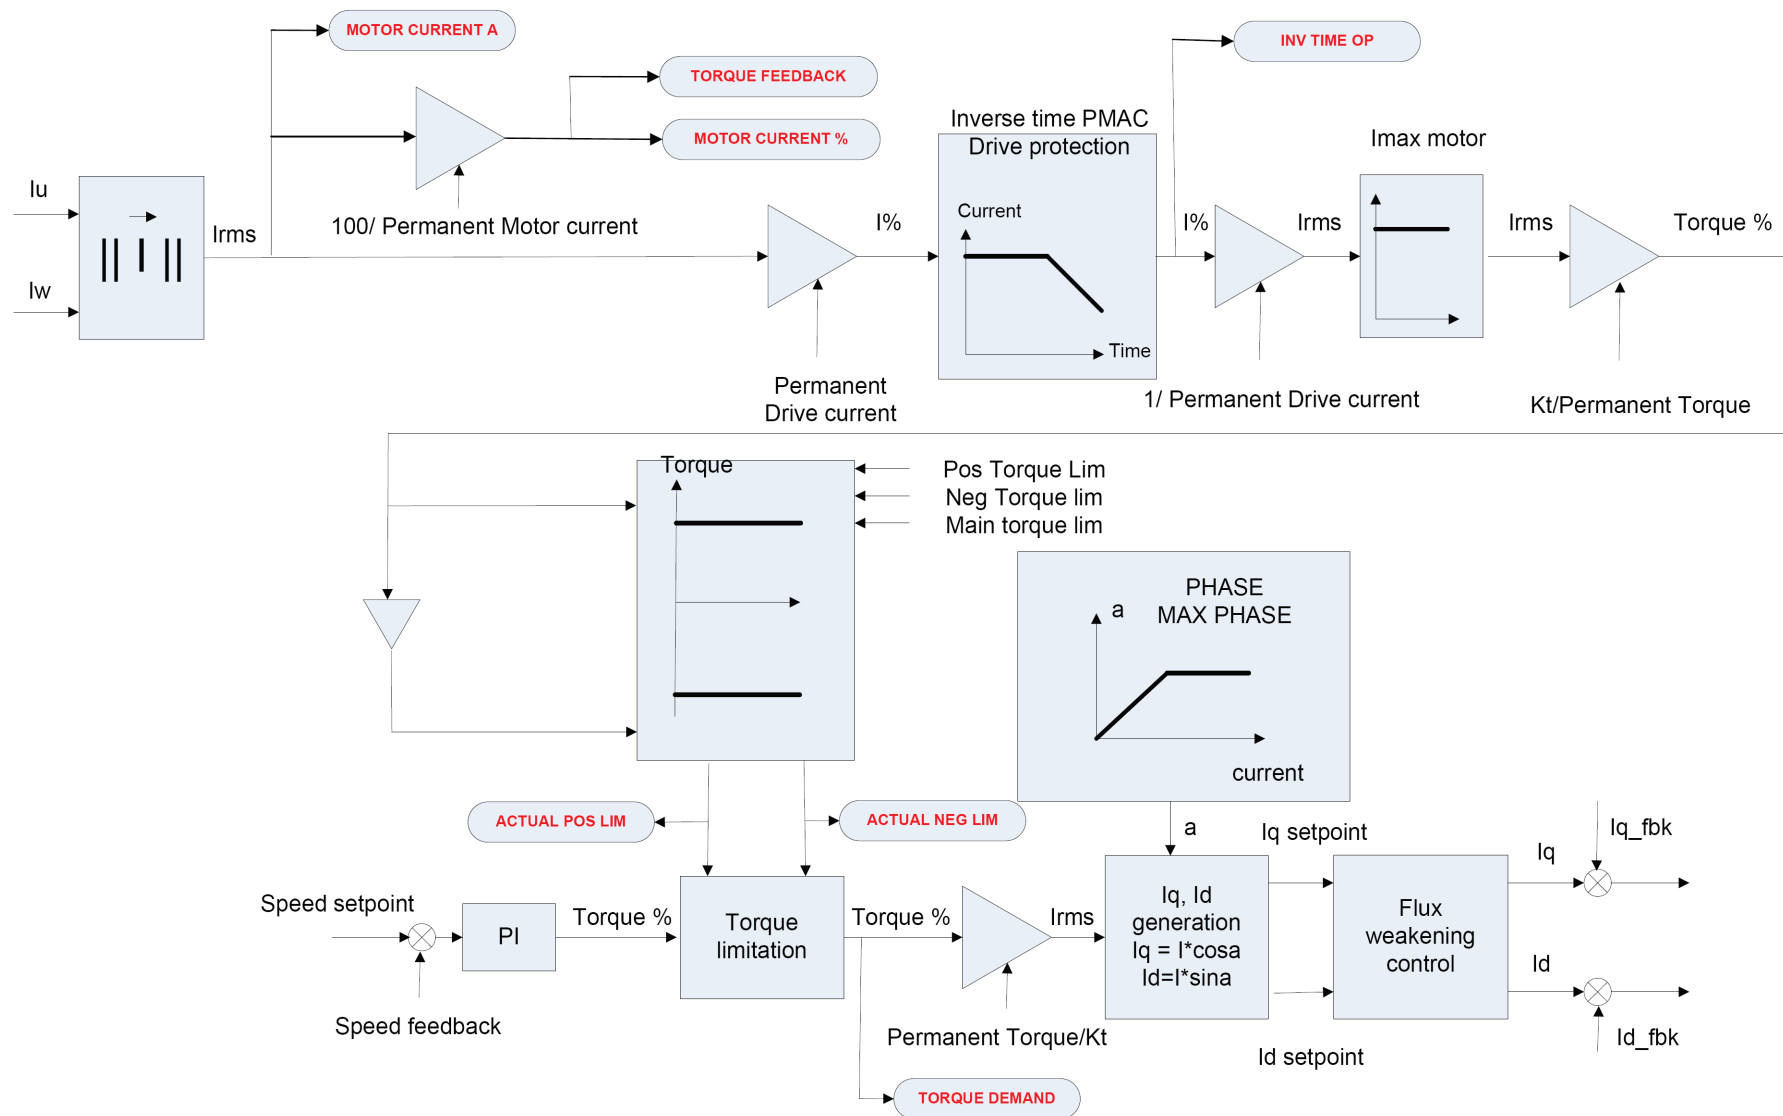 MOTOR CURRENT A
INV TIME OP
TORQUE FEEDBACK
MOTOR CURRENT %
Inverse time PMAC
Drive protection
Imax motor
Iu
Iw
Irms
100/ Permanent Motor current
I%
Current
Time
I%
Irms
Irms
Torque %
Permanent
Drive current
1/ Permanent Drive current
Kt/Permanent Torque
Torque
Pos Torque Lim
Neg Torque lim
Main torque lim
PHASE
MAX PHASE
a
current
ACTUAL POS LIM
ACTUAL NEG LIM
a
Iq setpoint
Iq_fbk
Iq
Speed setpoint
PI
Torque %
Torque
limitation
Torque %
Irms
Iq, Id
generation
Iq = I*cosa
Id=I*sina
Flux
weakening
control
Id
Speed feedback
Permanent Torque/Kt
Id setpoint
Id_fbk
TORQUE DEMAND